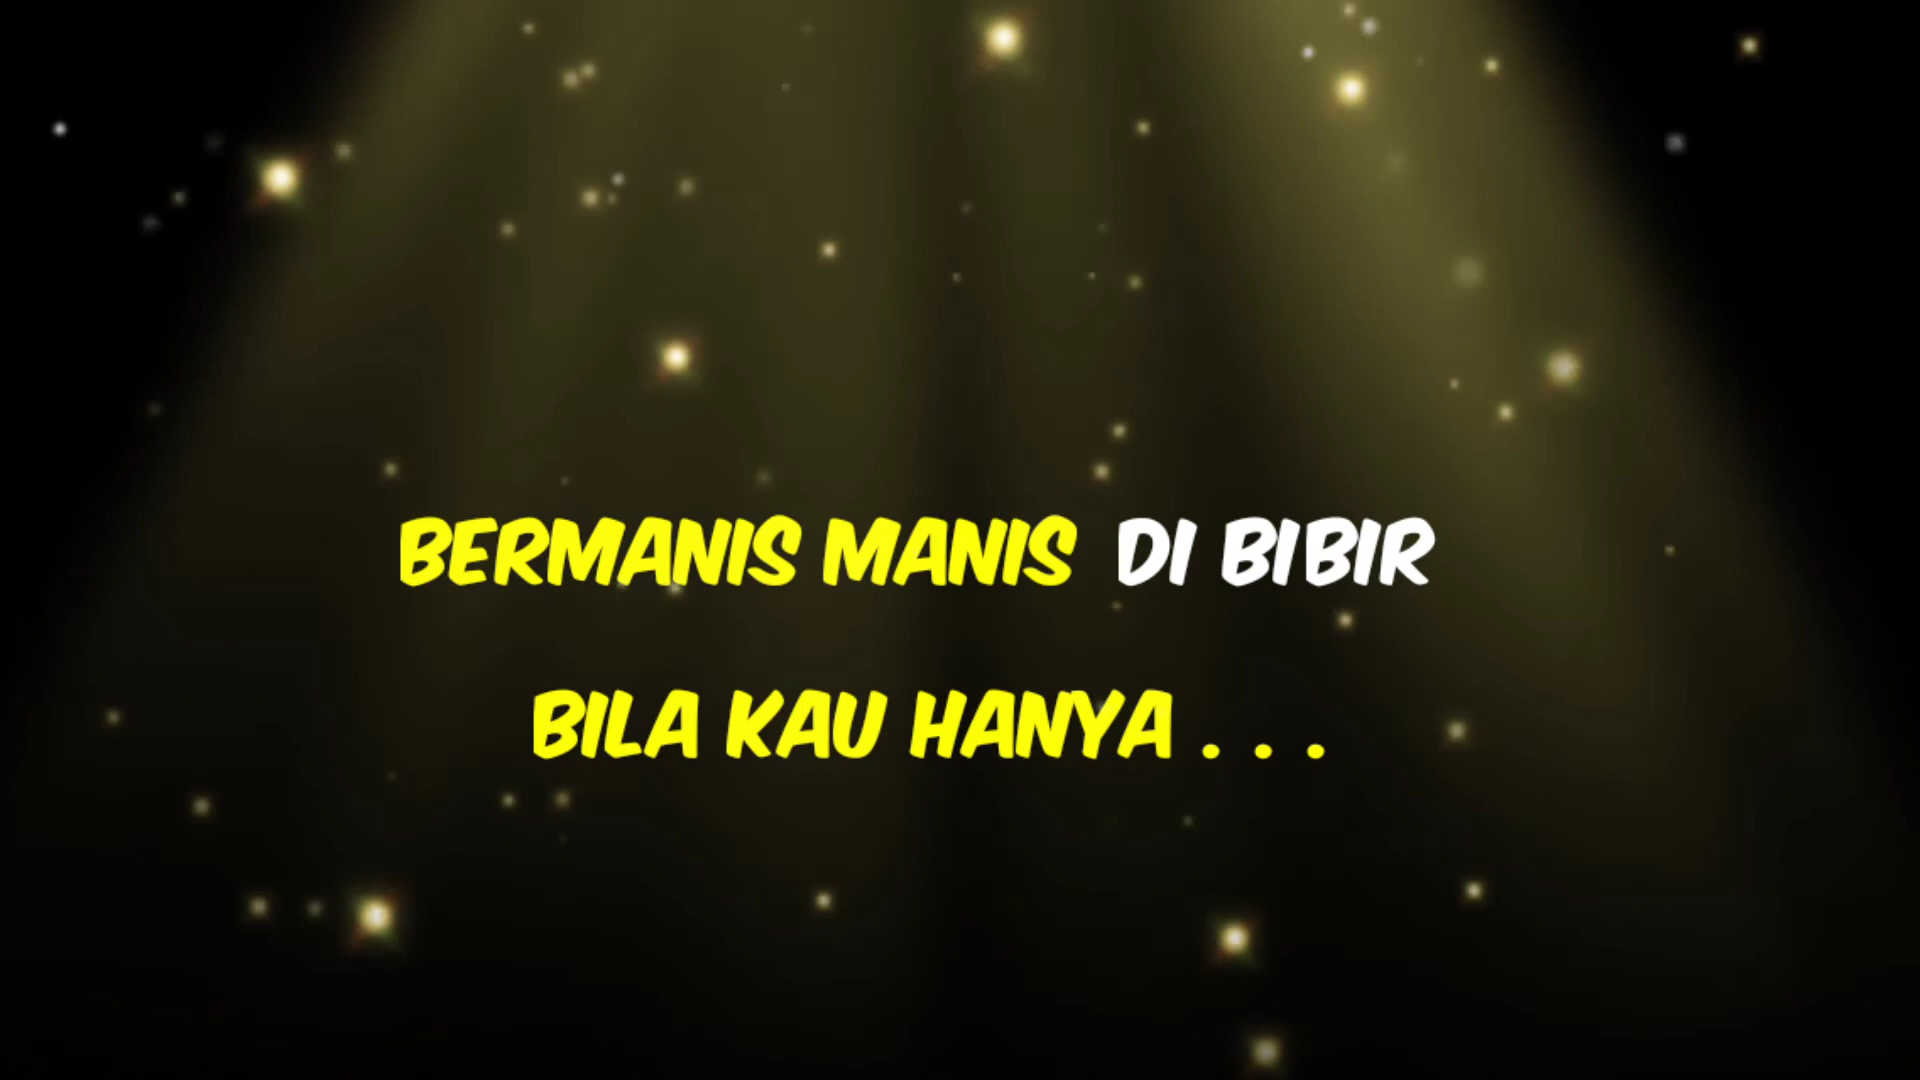 BERMANIS MANIS DI BIBIR
BILA KAU HANYA . . .